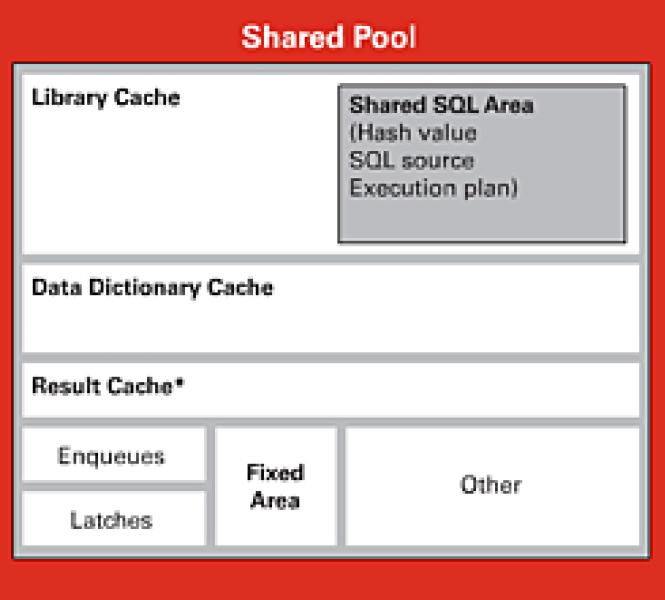 Shared Pool
Library Cache
Shared SQL Area
(Hash value
SQL source
Execution plan)
Data Dictionary Cache
Result Cache*
Enqueues
Latches
Fixed
Area
Other